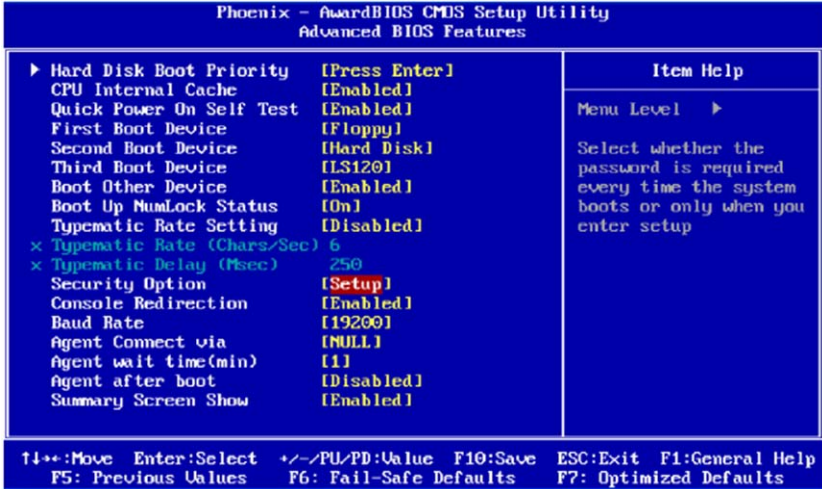 Phoenix - AwardBIOS CMOS Setup Utility
Advanced BIOS Features
▶ Hard Disk Boot Priority [Press Enter]
CPU Internal Cache [Enabled]
Quick Power On Self Test [Enabled]
First Boot Device [Floppy]
Second Boot Device [Hard Disk]
Third Boot Device [LS120]
Boot Other Device [Enabled]
Boot Up NumLock Status [On]
Typematic Rate Setting [Disabled]
x Typematic Rate (Chars/Sec) 6
x Typematic Delay (Msec) 250
Security Option [Setup]
Console Redirection [Enabled]
Baud Rate [19200]
Agent Connect via [NULL]
Agent wait time(min) [1]
Agent after boot [Disabled]
Summary Screen Show [Enabled]
Item Help
Menu Level ▶
Select whether the
password is required
every time the system
boots or only when you
enter setup
↑↓→←:Move Enter:Select +/-/PU/PD:Value F10:Save ESC:Exit F1:General Help
F5: Previous Values F6: Fail-Safe Defaults F7: Optimized Defaults